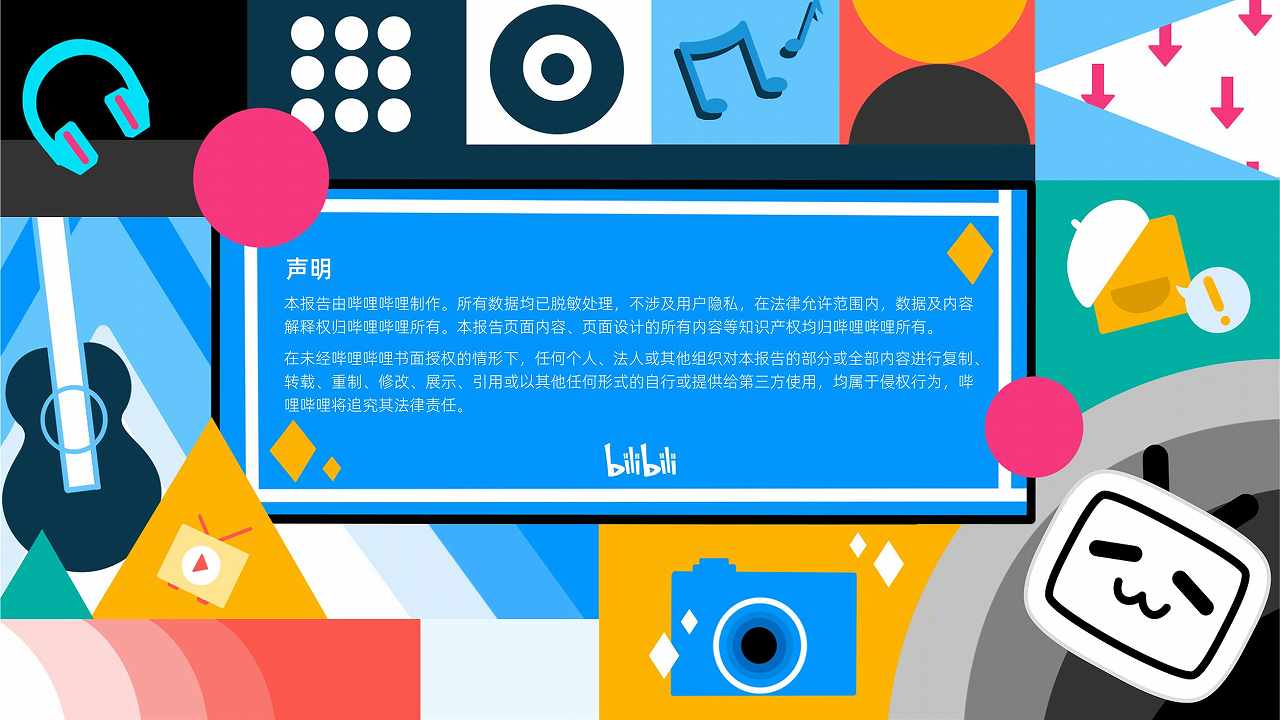 声明
本报告由哔哩哔哩制作。所有数据均已脱敏处理，不涉及用户隐私，在法律允许范围内，数据及内容
解释权归哔哩哔哩所有。本报告页面内容、页面设计的所有内容等知识产权均归哔哩哔哩所有。
在未经哔哩哔哩书面授权的情形下，任何个人、法人或其他组织对本报告的部分或全部内容进行复制、
转载、重制、修改、展示、引用或以其他任何形式的自行或提供给第三方使用，均属于侵权行为，哔
哩哔哩将追究其法律责任。
bilibili